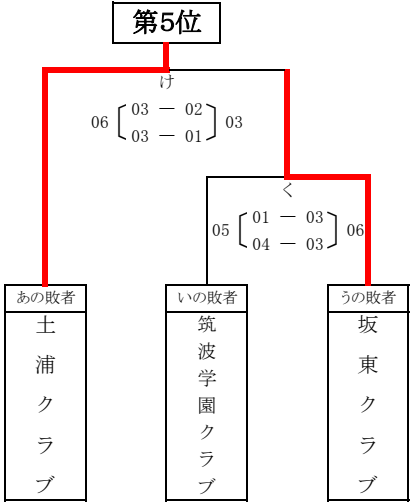 第5位
け
06 03 － 02 03
03 － 01
く
05 01 － 03 06
04 － 03
あの敗者
土浦クラブ
いの敗者
筑波学園クラブ
うの敗者
坂東クラブ